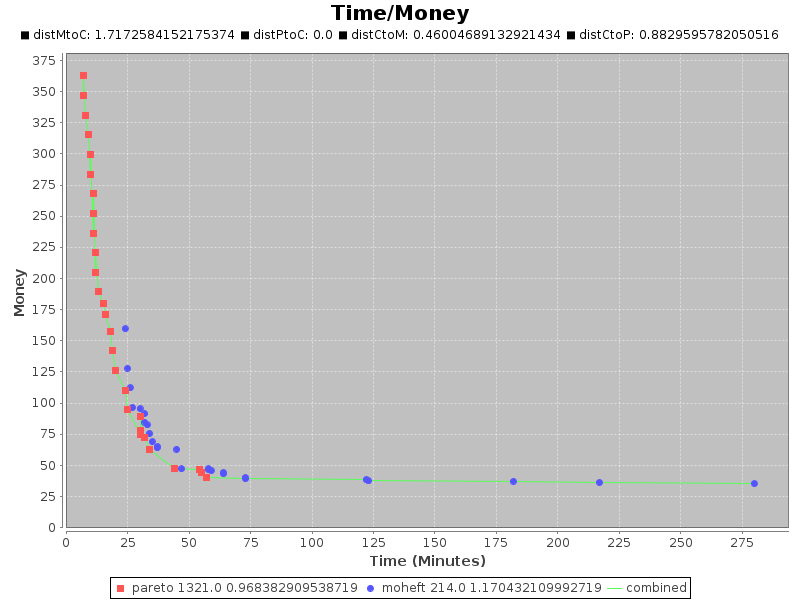 Time/Money
distMtoC: 1.7172584152175374 distPtoC: 0.0 distCtoM: 0.46004689132921434 distCtoP: 0.8829595782050516
375
350
325
300
275
250
225
200
175
150
125
100
75
50
25
0
Money
0 25 50 75 100 125 150 175 200 225 250 275
Time (Minutes)
pareto 1321.0 0.968382909538719 moheft 214.0 1.170432109992719 combined